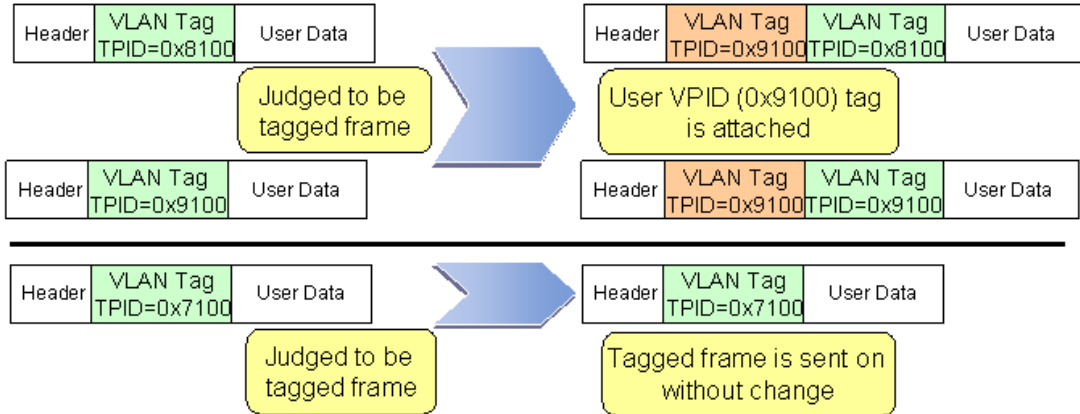 Header VLAN Tag TPID=0x8100 User Data
Header VLAN Tag TPID=0x9100 VLAN Tag TPID=0x8100 User Data
Judged to be
tagged frame
User VPID (0x9100) tag
is attached
Header VLAN Tag TPID=0x9100 User Data
Header VLAN Tag TPID=0x9100 VLAN Tag TPID=0x9100 User Data
Header VLAN Tag TPID=0x7100 User Data
Header VLAN Tag TPID=0x7100 User Data
Judged to be
tagged frame
Tagged frame is sent on
without change